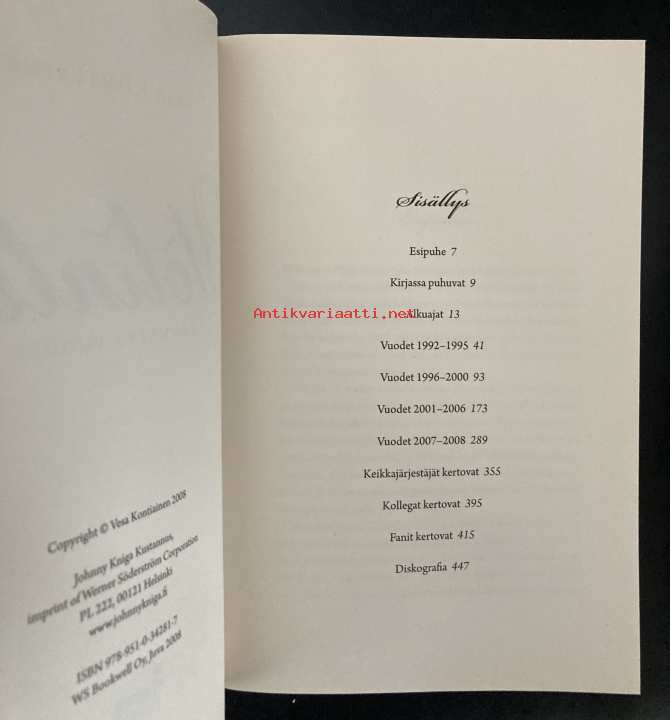 Copyright © Vesa Kontiainen 2008
Johnny Kniga Kustannus,
imprint of Werner Söderström Corporation
PL 222, 00121 Helsinki
www.johnnykniga.fi
ISBN 978-951-0-34281-7
WS Bookwell Oy, Juva 2008
Sisällys
Esipuhe 7
Kirjassa puhuvat 9
Antikvariaatti.net
Alkuajat 13
Vuodet 1992–1995 41
Vuodet 1996–2000 93
Vuodet 2001–2006 173
Vuodet 2007–2008 289
Keikkajärjestäjät kertovat 355
Kollegat kertovat 395
Fanit kertovat 415
Diskografia 447